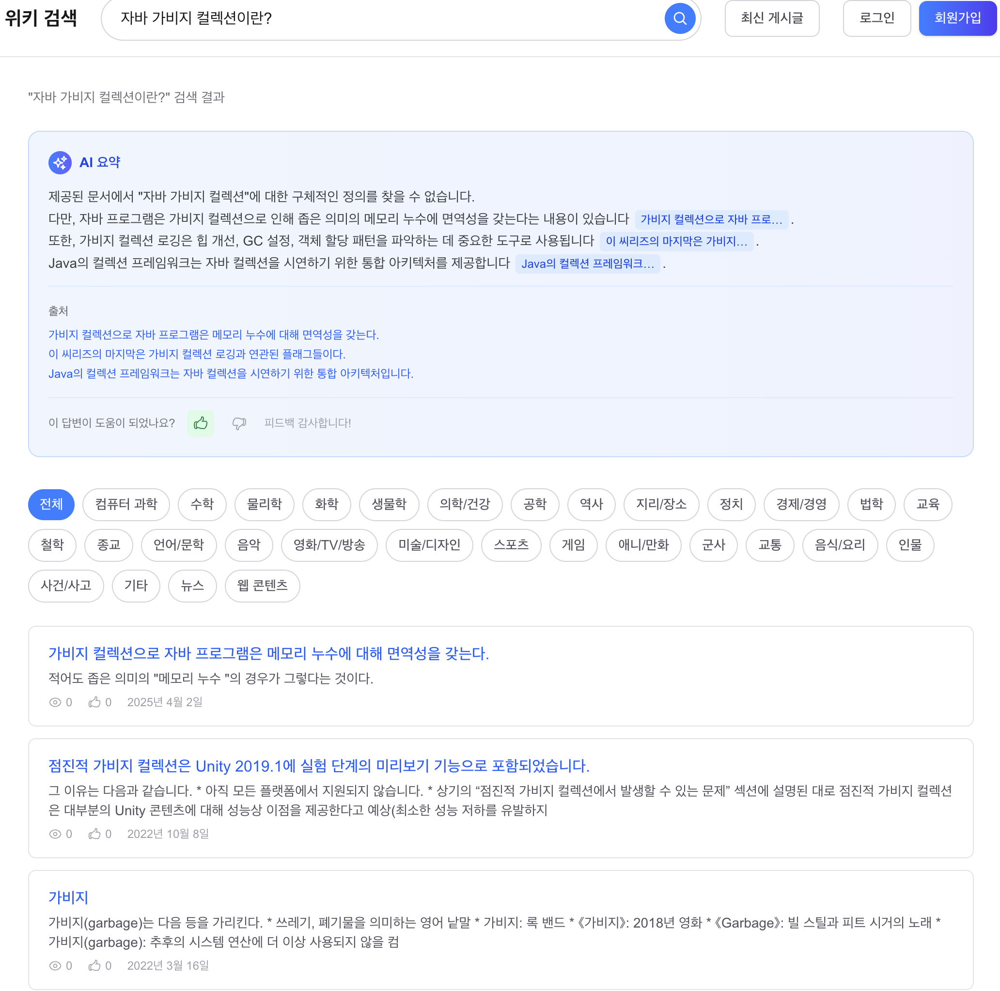 위키 검색
자바 가비지 컬렉션이란?
최신 게시글
로그인
회원가입
"자바 가비지 컬렉션이란?" 검색 결과
AI 요약
제공된 문서에서 "자바 가비지 컬렉션"에 대한 구체적인 정의를 찾을 수 없습니다.
다만, 자바 프로그램은 가비지 컬렉션으로 인해 좁은 의미의 메모리 누수에 면역성을 갖는다는 내용이 있습니다 가비지 컬렉션으로 자바 프로... .
또한, 가비지 컬렉션 로깅은 힙 개선, GC 설정, 객체 할당 패턴을 파악하는 데 중요한 도구로 사용됩니다 이 씨리즈의 마지막은 가비지... .
Java의 컬렉션 프레임워크는 자바 컬렉션을 시연하기 위한 통합 아키텍처를 제공합니다 Java의 컬렉션 프레임워크... .
출처
가비지 컬렉션으로 자바 프로그램은 메모리 누수에 대해 면역성을 갖는다.
이 씨리즈의 마지막은 가비지 컬렉션 로깅과 연관된 플래그들이다.
Java의 컬렉션 프레임워크는 자바 컬렉션을 시연하기 위한 통합 아키텍처입니다.
이 답변이 도움이 되었나요? 피드백 감사합니다!
전체 컴퓨터 과학 수학 물리학 화학 생물학 의학/건강 공학 역사 지리/장소 정치 경제/경영 법학 교육
철학 종교 언어/문학 음악 영화/TV/방송 미술/디자인 스포츠 게임 애니/만화 군사 교통 음식/요리 인물
사건/사고 기타 뉴스 웹 콘텐츠
가비지 컬렉션으로 자바 프로그램은 메모리 누수에 대해 면역성을 갖는다.
적어도 좁은 의미의 "메모리 누수 "의 경우가 그렇다는 것이다.
0 0 2025년 4월 2일
점진적 가비지 컬렉션은 Unity 2019.1에 실험 단계의 미리보기 기능으로 포함되었습니다.
그 이유는 다음과 같습니다. * 아직 모든 플랫폼에서 지원되지 않습니다. * 상기의 “점진적 가비지 컬렉션에서 발생할 수 있는 문제” 섹션에 설명된 대로 점진적 가비지 컬렉션
은 대부분의 Unity 콘텐츠에 대해 성능상 이점을 제공한다고 예상(최소한 성능 저하를 유발하지
0 0 2022년 10월 8일
가비지
가비지(garbage)는 다음 등을 가리킨다. * 쓰레기, 폐기물을 의미하는 영어 낱말 * 가비지: 록 밴드 * 《가비지》: 2018년 영화 * 《Garbage》: 빌 스틸과 피트 시거의 노래 *
가비지(garbage): 추후의 시스템 연산에 더 이상 사용되지 않을 컴
0 0 2022년 3월 16일